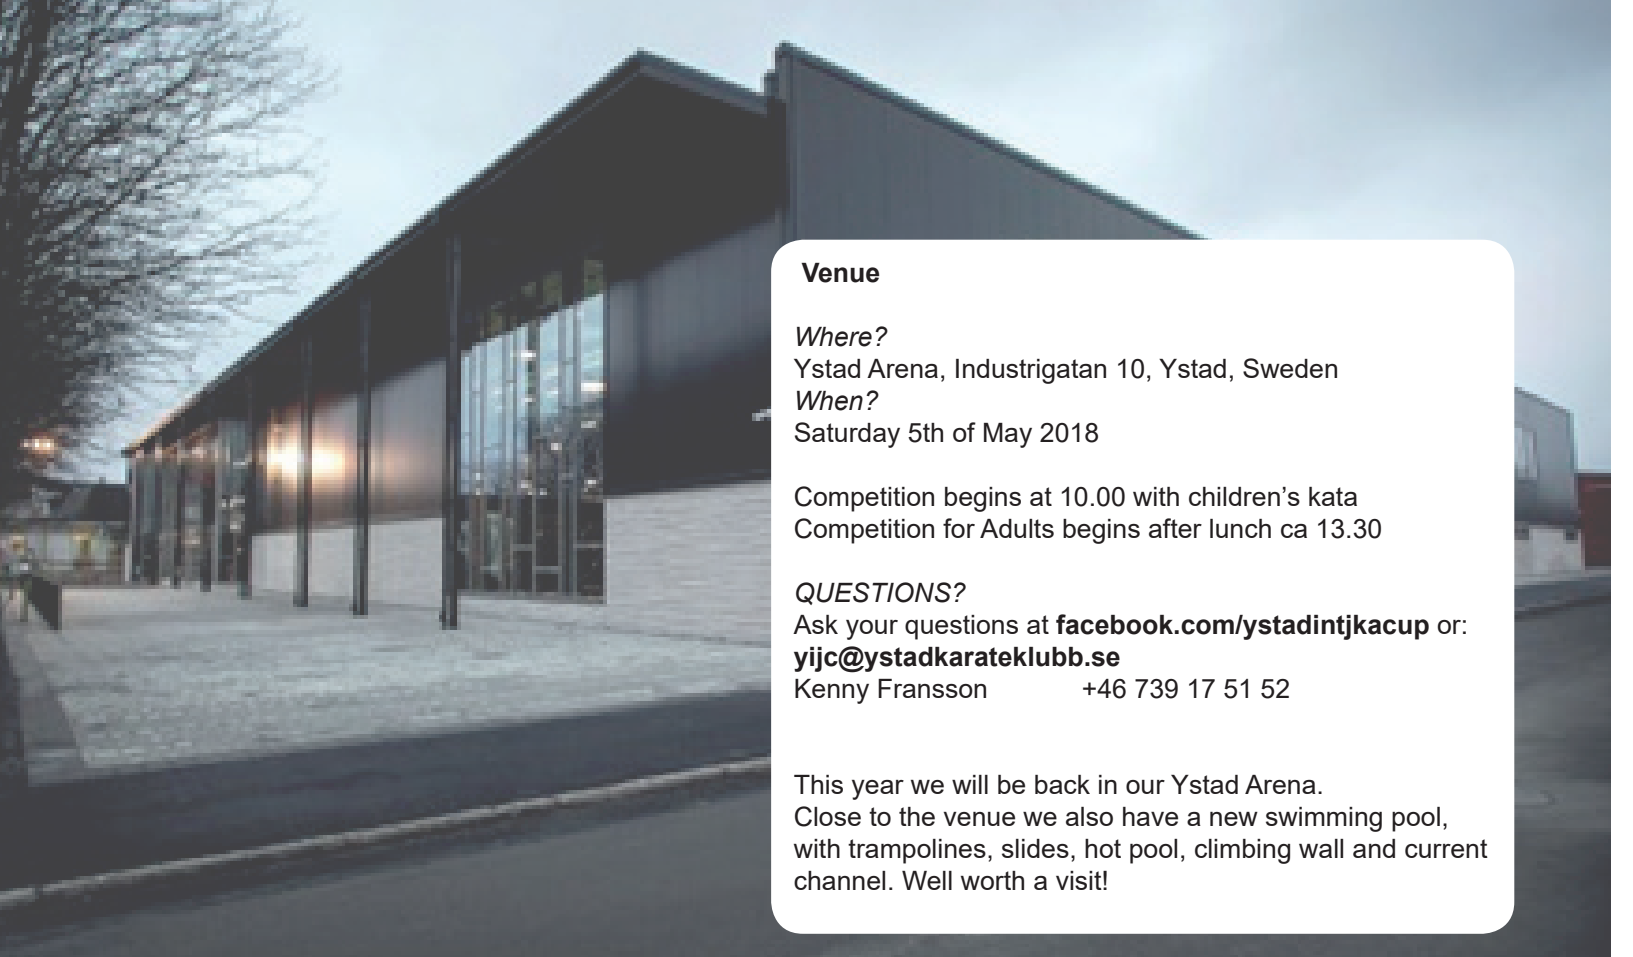 Venue
Where?
Ystad Arena, Industrigatan 10, Ystad, Sweden
When?
Saturday 5th of May 2018
Competition begins at 10.00 with children’s kata
Competition for Adults begins after lunch ca 13.30
QUESTIONS?
Ask your questions at facebook.com/ystadintjkacup or:
yijc@ystadkarateklubb.se
Kenny Fransson +46 739 17 51 52
This year we will be back in our Ystad Arena.
Close to the venue we also have a new swimming pool,
with trampolines, slides, hot pool, climbing wall and current
channel. Well worth a visit!